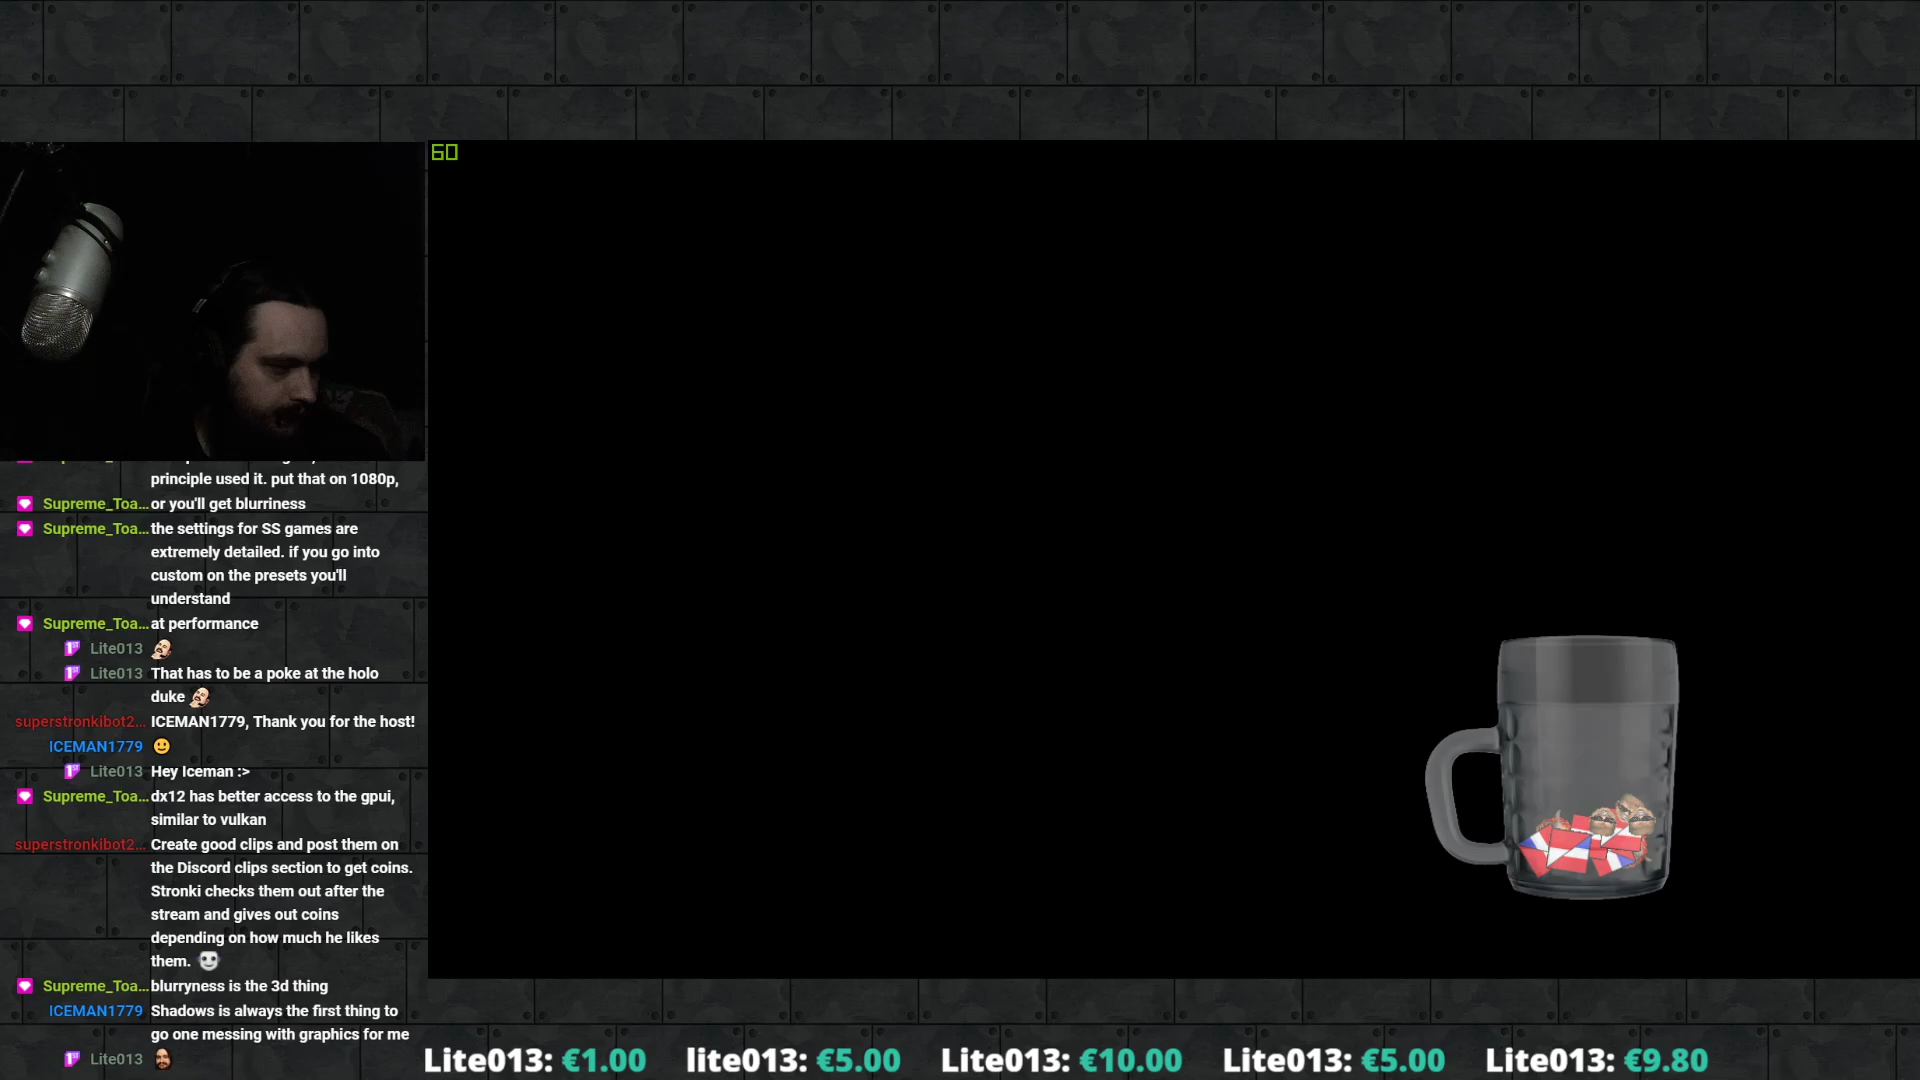 60
principle used it. put that on 1080p,
Supreme_Toa... or you'll get blurriness
Supreme_Toa... the settings for SS games are
extremely detailed. if you go into
custom on the presets you'll
understand
Supreme_Toa... at performance
Lite013
Lite013 That has to be a poke at the holo
duke
superstronkibot2... ICEMAN1779, Thank you for the host!
ICEMAN1779
Lite013 Hey Iceman :>
Supreme_Toa... dx12 has better access to the gpui,
similar to vulkan
superstronkibot2... Create good clips and post them on
the Discord clips section to get coins.
Stronki checks them out after the
stream and gives out coins
depending on how much he likes
them.
Supreme_Toa... blurryness is the 3d thing
ICEMAN1779 Shadows is always the first thing to
go one messing with graphics for me
Lite013
Lite013: €1.00 lite013: €5.00 Lite013: €10.00 Lite013: €5.00 Lite013: €9.80